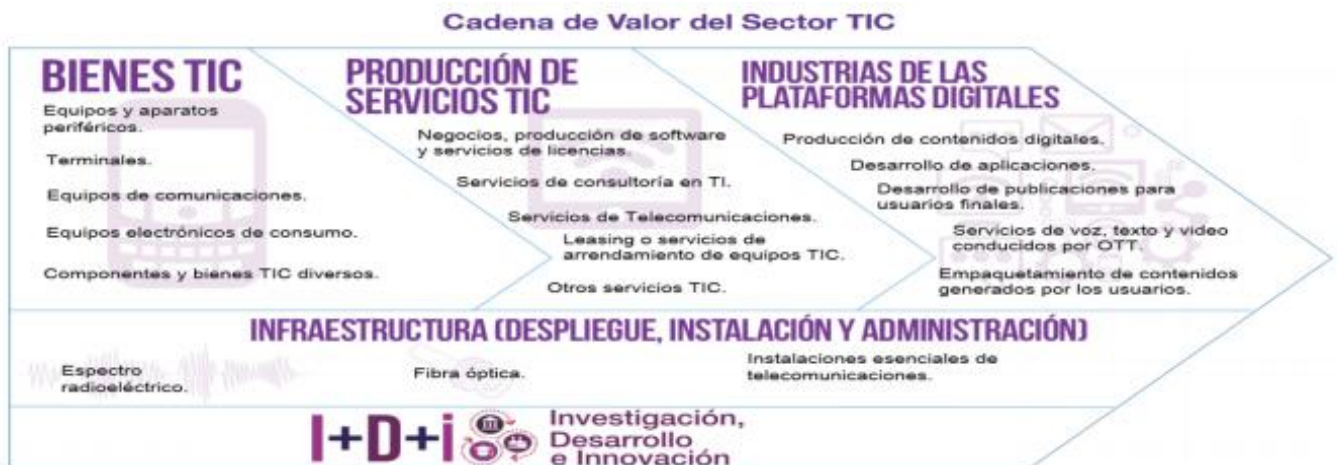 Cadena de Valor del Sector TIC
BIENES TIC
Equipos y aparatos
periféricos.
Terminales.
Equipos de comunicaciones.
Equipos electrónicos de consumo.
Componentes y bienes TIC diversos.
PRODUCCIÓN DE
SERVICIOS TIC
Negocios, producción de software
y servicios de licencias.
Servicios de consultoría en TI.
Servicios de Telecomunicaciones.
Leasing o servicios de
arrendamiento de equipos TIC.
Otros servicios TIC.
INDUSTRIAS DE LAS
PLATAFORMAS DIGITALES
Producción de contenidos digitales.
Desarrollo de aplicaciones.
Desarrollo de publicaciones para
usuarios finales.
Servicios de voz, texto y video
conducidos por OTT.
Empaquetamiento de contenidos
generados por los usuarios.
INFRAESTRUCTURA (DESPLIEGUE, INSTALACIÓN Y ADMINISTRACIÓN)
Espectro
radioeléctrico.
Fibra óptica.
Instalaciones esenciales de
telecomunicaciones.
I+D+i
Investigación,
Desarrollo
e Innovación